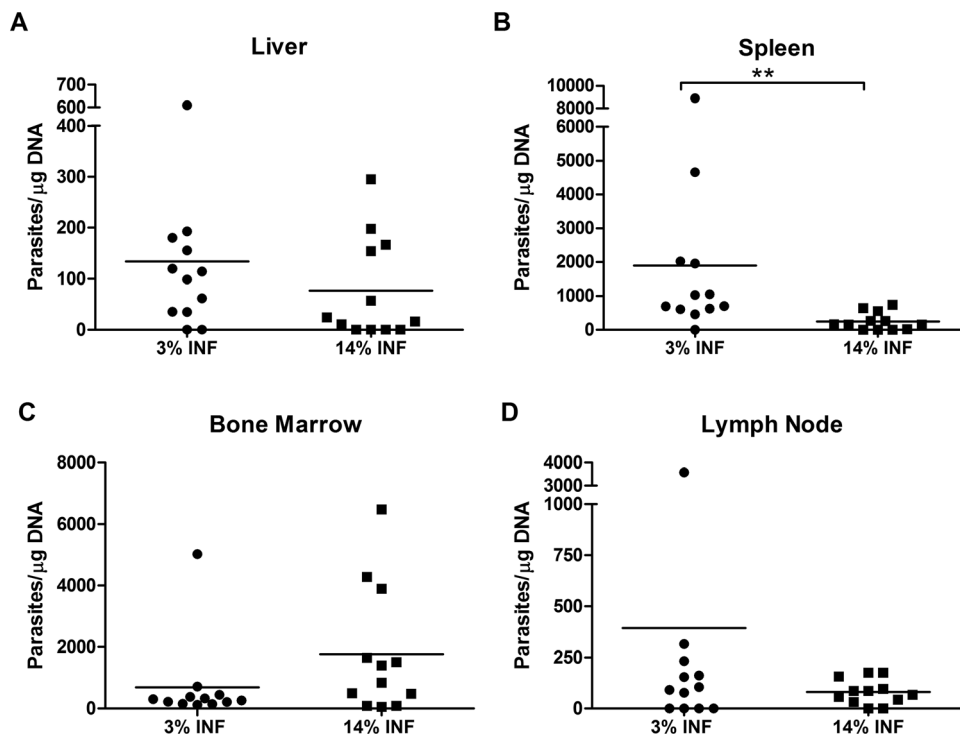 A
Liver
Parasites/μg DNA
700
600
400
300
200
100
0
3% INF
14% INF
B
Spleen
**
Parasites/μg DNA
10000
8000
6000
5000
4000
3000
2000
1000
0
3% INF
14% INF
C
Bone Marrow
Parasites/μg DNA
8000
6000
4000
2000
0
3% INF
14% INF
D
Lymph Node
Parasites/μg DNA
4000
3000
1000
750
500
250
0
3% INF
14% INF